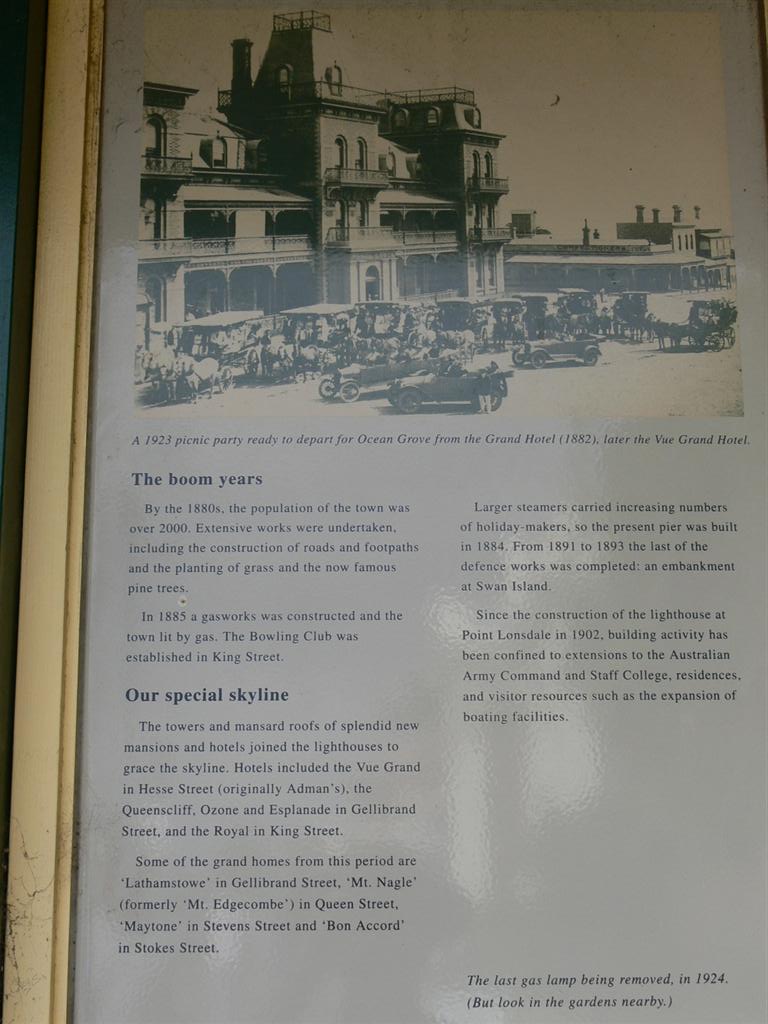 A 1923 picnic party ready to depart for Ocean Grove from the Grand Hotel (1882), later the Vue Grand Hotel.
The boom years
By the 1880s, the population of the town was
over 2000. Extensive works were undertaken,
including the construction of roads and footpaths
and the planting of grass and the now famous
pine trees.
In 1885 a gasworks was constructed and the
town lit by gas. The Bowling Club was
established in King Street.
Our special skyline
The towers and mansard roofs of splendid new
mansions and hotels joined the lighthouses to
grace the skyline. Hotels included the Vue Grand
in Hesse Street (originally Adman's), the
Queenscliff, Ozone and Esplanade in Gellibrand
Street, and the Royal in King Street.
Some of the grand homes from this period are
'Lathamstowe' in Gellibrand Street, 'Mt. Nagle'
(formerly 'Mt. Edgecombe') in Queen Street,
'Maytone' in Stevens Street and 'Bon Accord'
in Stokes Street.
Larger steamers carried increasing numbers
of holiday-makers, so the present pier was built
in 1884. From 1891 to 1893 the last of the
defence works was completed: an embankment
at Swan Island.
Since the construction of the lighthouse at
Point Lonsdale in 1902, building activity has
been confined to extensions to the Australian
Army Command and Staff College, residences,
and visitor resources such as the expansion of
boating facilities.
The last gas lamp being removed, in 1924.
(But look in the gardens nearby.)